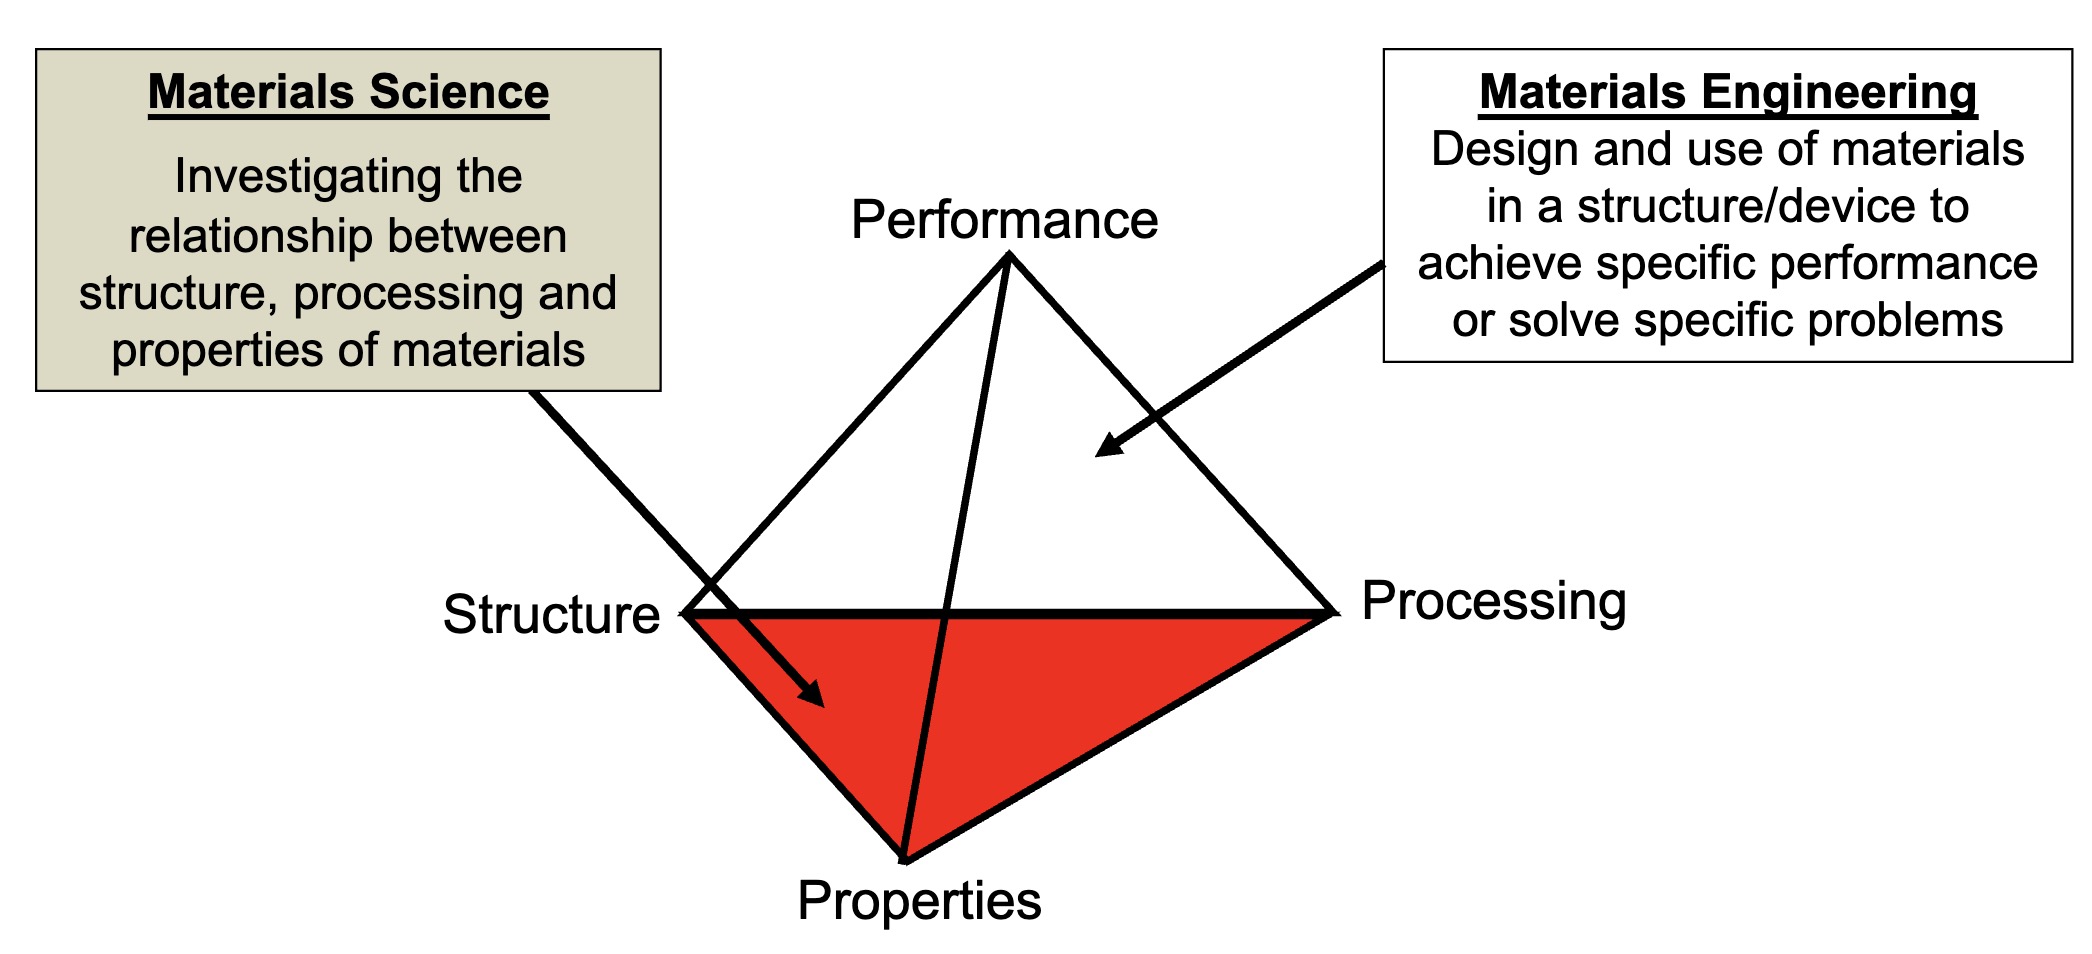 Materials Science
Investigating the
relationship between
structure, processing and
properties of materials
Materials Engineering
Design and use of materials
in a structure/device to
achieve specific performance
or solve specific problems
Performance
Structure
Processing
Properties